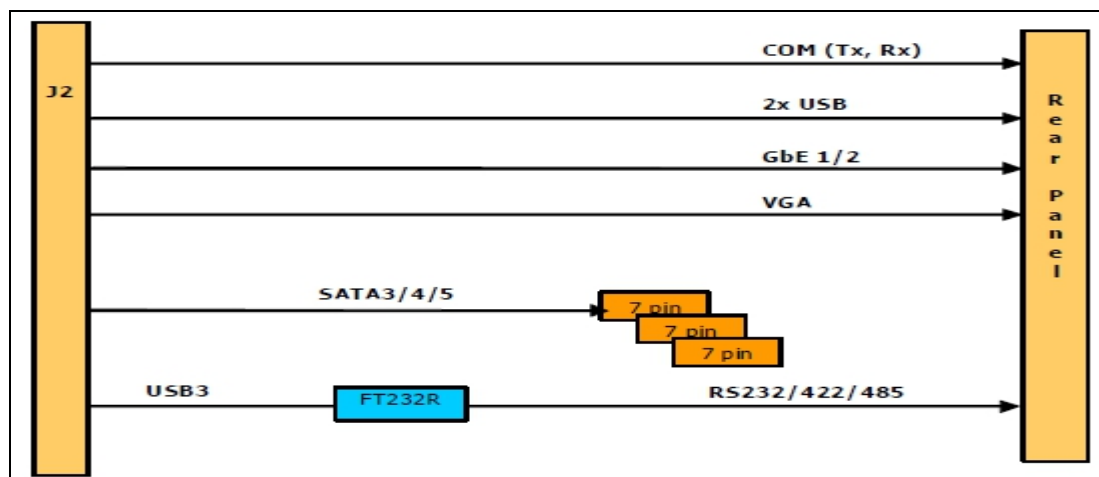 COM (Tx, Rx)
J2
2x USB
Rear Panel
GbE 1/2
VGA
SATA3/4/5
7 pin
7 pin
7 pin
USB3
FT232R
RS232/422/485